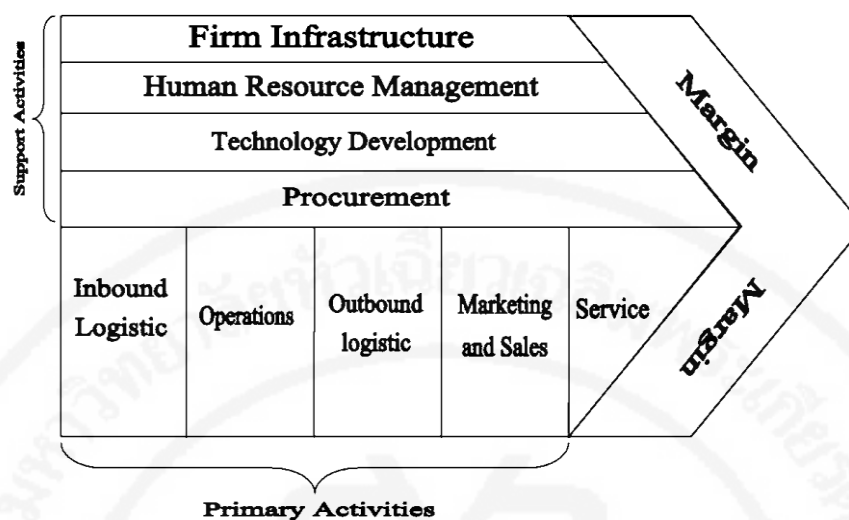 Support Activities
Firm Infrastructure
Human Resource Management
Technology Development
Procurement
Margin
Inbound
Logistic
Operations
Outbound
logistic
Marketing
and Sales
Service
Margin
Primary Activities